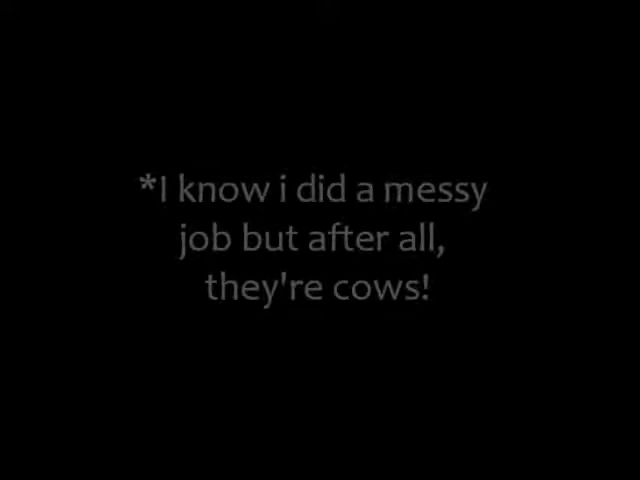 *I know i did a messy
job but after all,
they're cows!